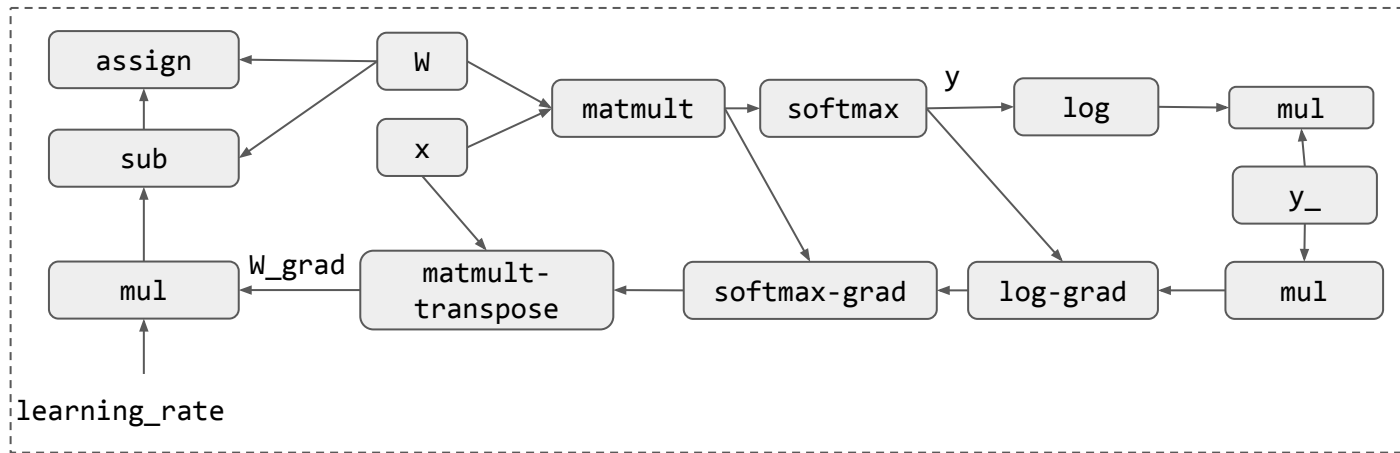 assign
W
y
matmult
softmax
log
mul
sub
x
y_
W_grad
mul
matmult-
transpose
softmax-grad
log-grad
mul
learning_rate